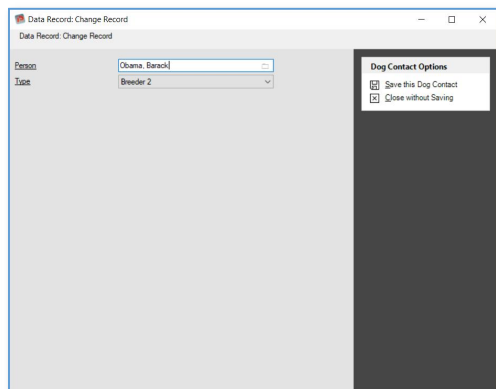 Data Record: Change Record
Data Record: Change Record
Person Obama, Barack
Type Breeder 2
Dog Contact Options
Save this Dog Contact
Close without Saving